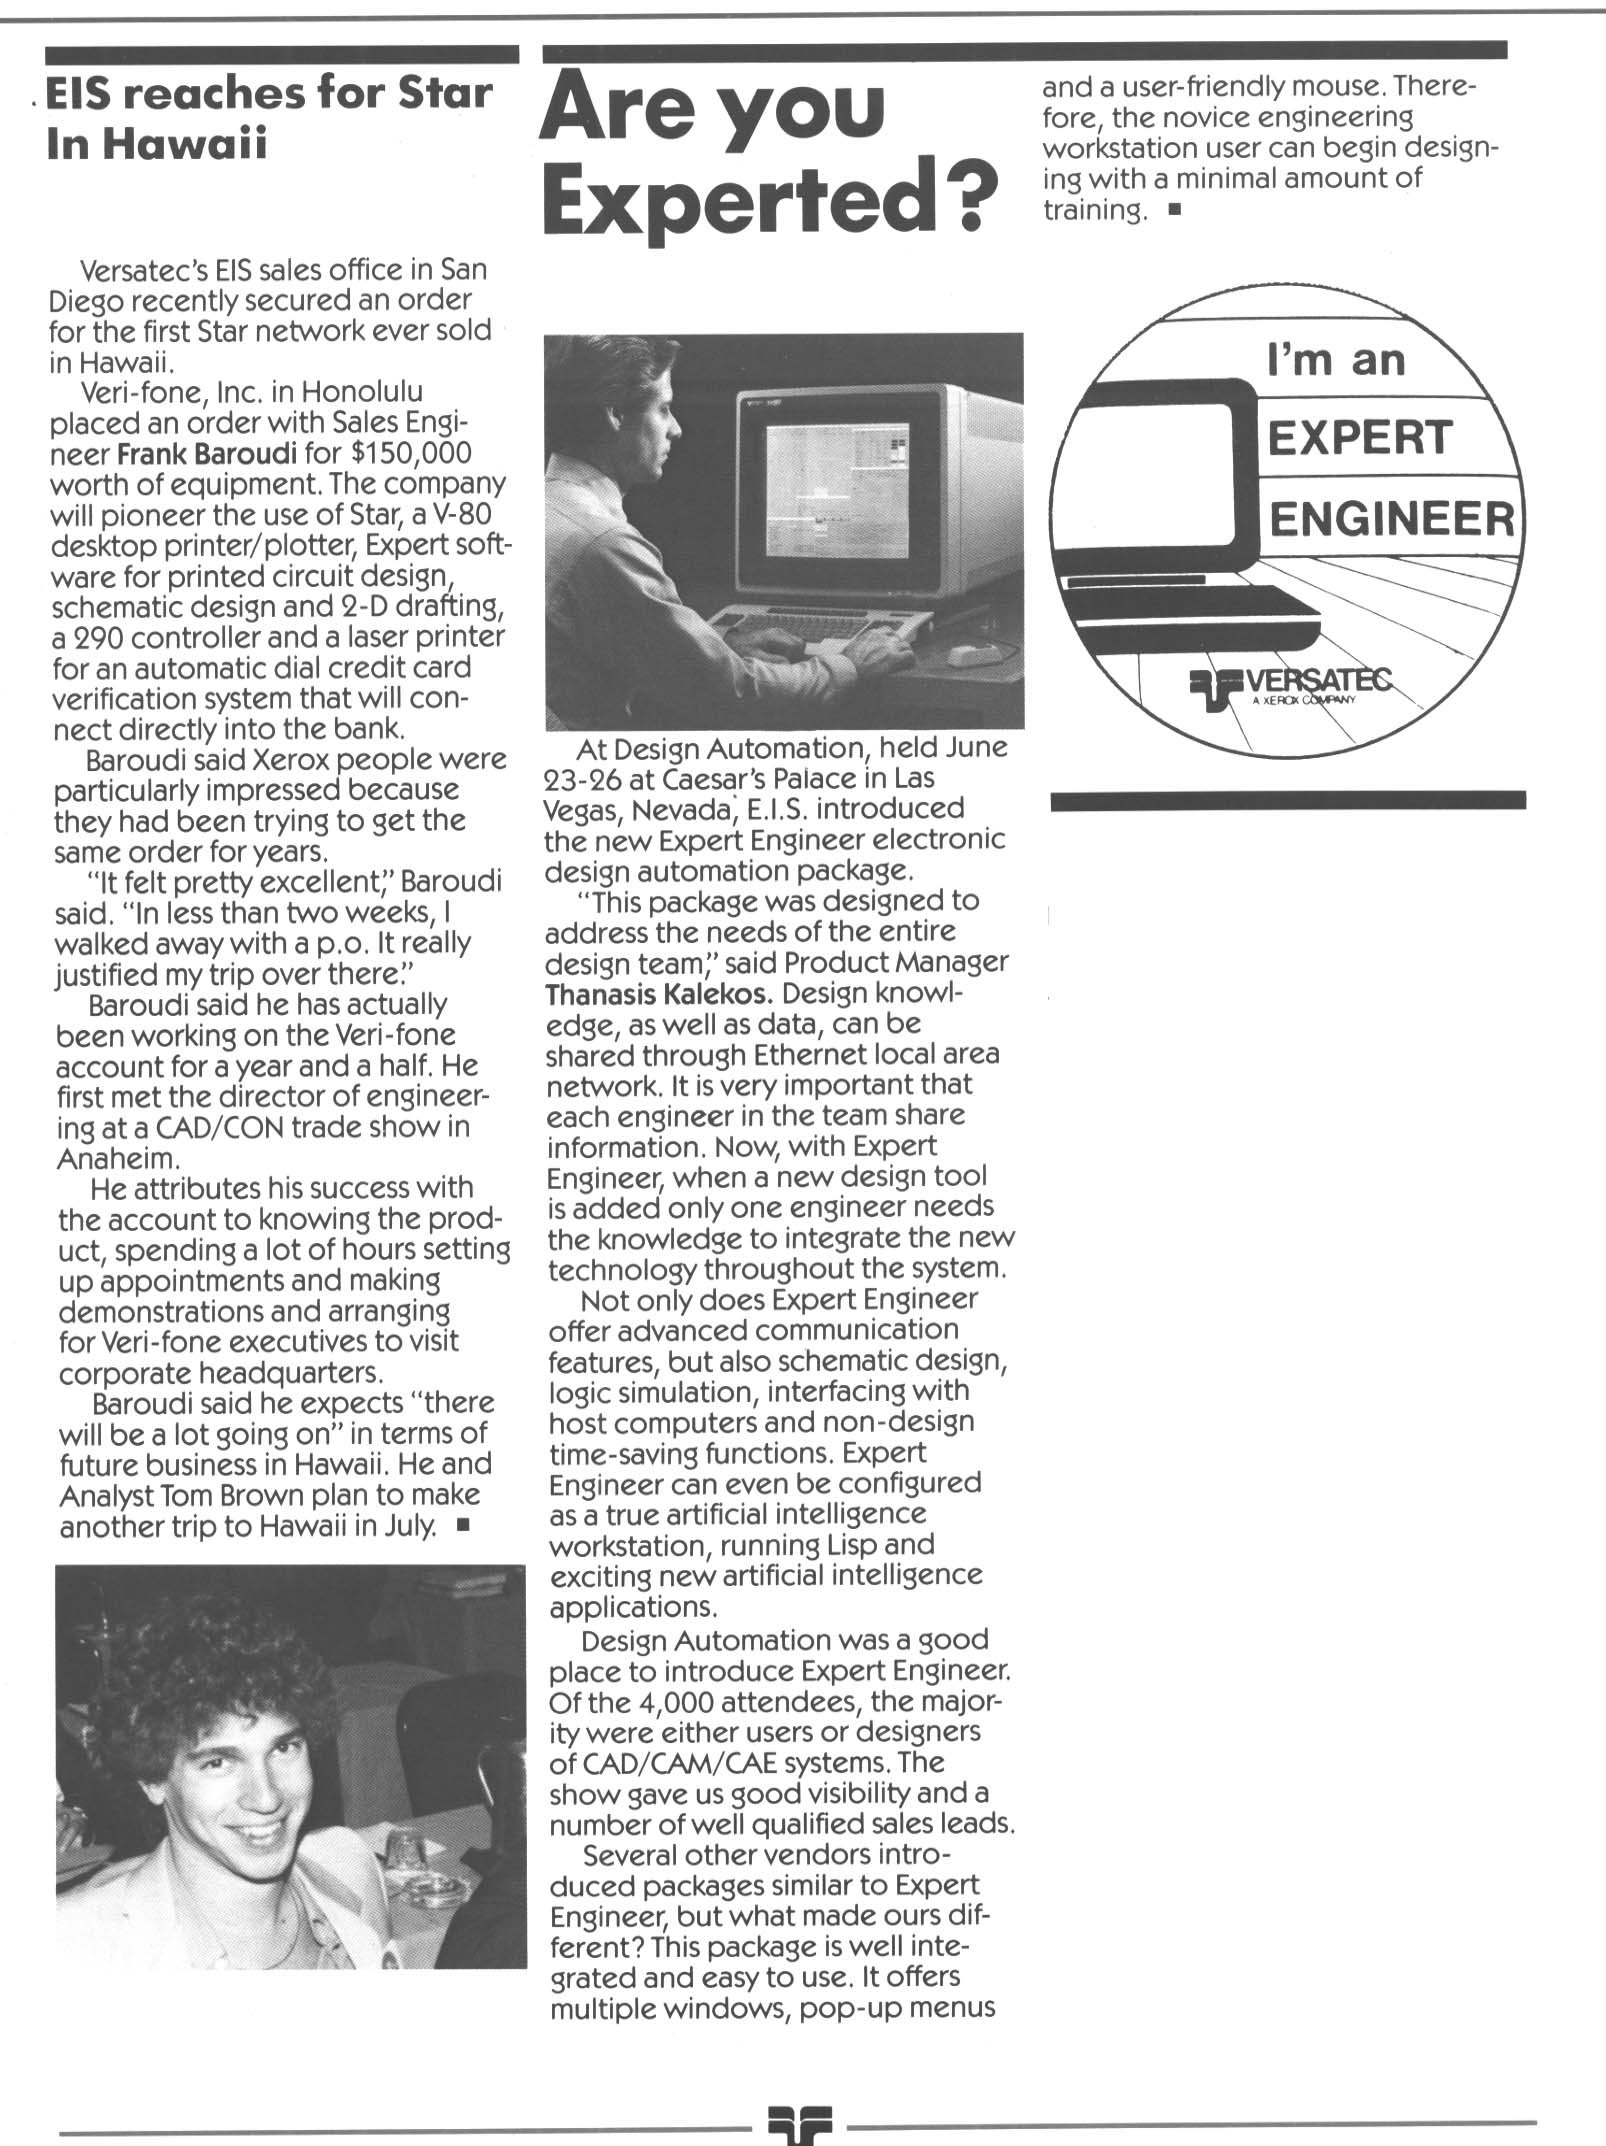 EIS reaches for Star
In Hawaii
Versatec's EIS sales office in San
Diego recently secured an order
for the first Star network ever sold
in Hawaii.
Veri-fone, Inc. in Honolulu
placed an order with Sales Engi-
neer Frank Baroudi for $150,000
worth of equipment. The company
will pioneer the use of Star, a V-80
desktop printer/plotter, Expert soft-
ware for printed circuit design,
schematic design and 2-D drafting,
a 290 controller and a laser printer
for an automatic dial credit card
verification system that will con-
nect directly into the bank.
Baroudi said Xerox people were
particularly impressed because
they had been trying to get the
same order for years.
"It felt pretty excellent," Baroudi
said. "In less than two weeks, I
walked away with a p.o. It really
justified my trip over there."
Baroudi said he has actually
been working on the Veri-fone
account for a year and a half. He
first met the director of engineer-
ing at a CAD/CON trade show in
Anaheim.
He attributes his success with
the account to knowing the prod-
uct, spending a lot of hours setting
up appointments and making
demonstrations and arranging
for Veri-fone executives to visit
corporate headquarters.
Baroudi said he expects "there
will be a lot going on" in terms of
future business in Hawaii. He and
Analyst Tom Brown plan to make
another trip to Hawaii in July. ■
Are you
Experted?
At Design Automation, held June
23-26 at Caesar's Palace in Las
Vegas, Nevada, E.I.S. introduced
the new Expert Engineer electronic
design automation package.
"This package was designed to
address the needs of the entire
design team," said Product Manager
Thanasis Kalekos. Design knowl-
edge, as well as data, can be
shared through Ethernet local area
network. It is very important that
each engineer in the team share
information. Now, with Expert
Engineer, when a new design tool
is added only one engineer needs
the knowledge to integrate the new
technology throughout the system.
Not only does Expert Engineer
offer advanced communication
features, but also schematic design,
logic simulation, interfacing with
host computers and non-design
time-saving functions. Expert
Engineer can even be configured
as a true artificial intelligence
workstation, running Lisp and
exciting new artificial intelligence
applications.
Design Automation was a good
place to introduce Expert Engineer.
Of the 4,000 attendees, the major-
ity were either users or designers
of CAD/CAM/CAE systems. The
show gave us good visibility and a
number of well qualified sales leads.
Several other vendors intro-
duced packages similar to Expert
Engineer, but what made ours dif-
ferent? This package is well inte-
grated and easy to use. It offers
multiple windows, pop-up menus
and a user-friendly mouse. There-
fore, the novice engineering
workstation user can begin design-
ing with a minimal amount of
training. ■
I'm an
EXPERT
ENGINEER
VERSATEC
A XEROX COMPANY